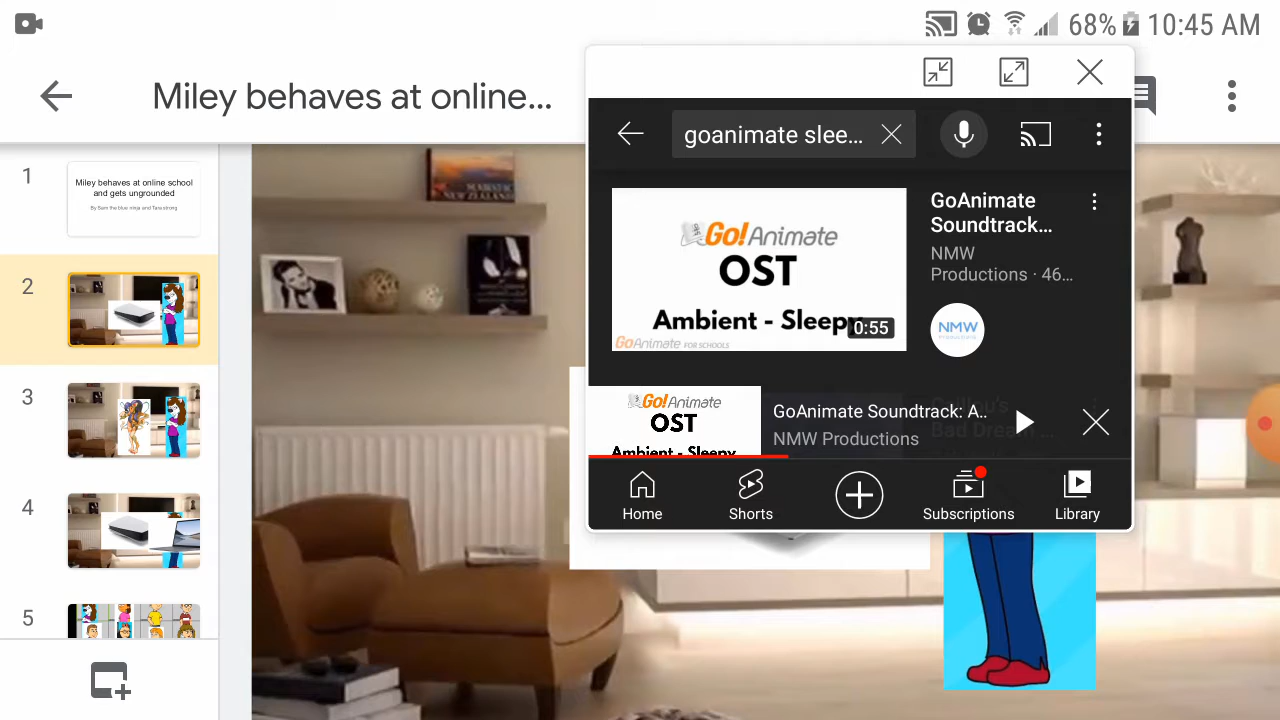 68% 10:45 AM
Miley behaves at online...
goanimate slee...
1
Miley behaves at online school
and gets ungrounded
By Sam the blue ninja and Tara strong
2
3
4
5
Go!Animate
OST
Ambient - Sleepy
0:55
GoAnimate FOR SCHOOLS
GoAnimate
Soundtrack...
NMW
Productions · 46...
NMW
Go!Animate
OST
Ambient - Sleepy
GoAnimate Soundtrack: A..
NMW Productions
Caillou's
Bad Dream ...
Home
Shorts
Subscriptions
Library